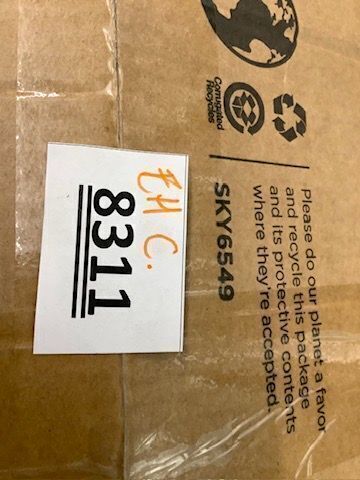 Corrugated
Recycles
Please do our planet a favor
and recycle this package
and its protective contents
where they're accepted.
SKY6549
EH C.
8311